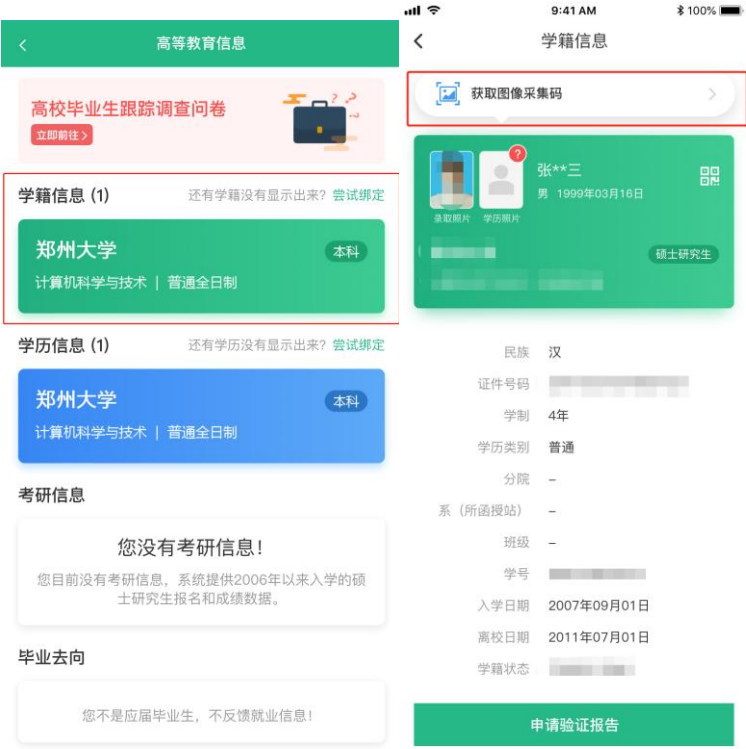 高等教育信息
高校毕业生跟踪调查问卷
立即前往>
学籍信息 (1)
还有学籍没有显示出来? 尝试绑定
郑州大学
本科
计算机科学与技术 | 普通全日制
学历信息 (1)
还有学历没有显示出来? 尝试绑定
郑州大学
本科
计算机科学与技术 | 普通全日制
考研信息
您没有考研信息!
您目前没有考研信息,系统提供2006年以来入学的硕
士研究生报名和成绩数据。
毕业去向
您不是应届毕业生,不反馈就业信息!
9:41 AM
100%
学籍信息
获取图像采集码
张**三
男 1999年03月16日
录取照片 学历照片
硕士研究生
民族 汉
证件号码
学制 4年
学历类别 普通
分院 –
系(所函授站) –
班级 –
学号
入学日期 2007年09月01日
离校日期 2011年07月01日
学籍状态
申请验证报告